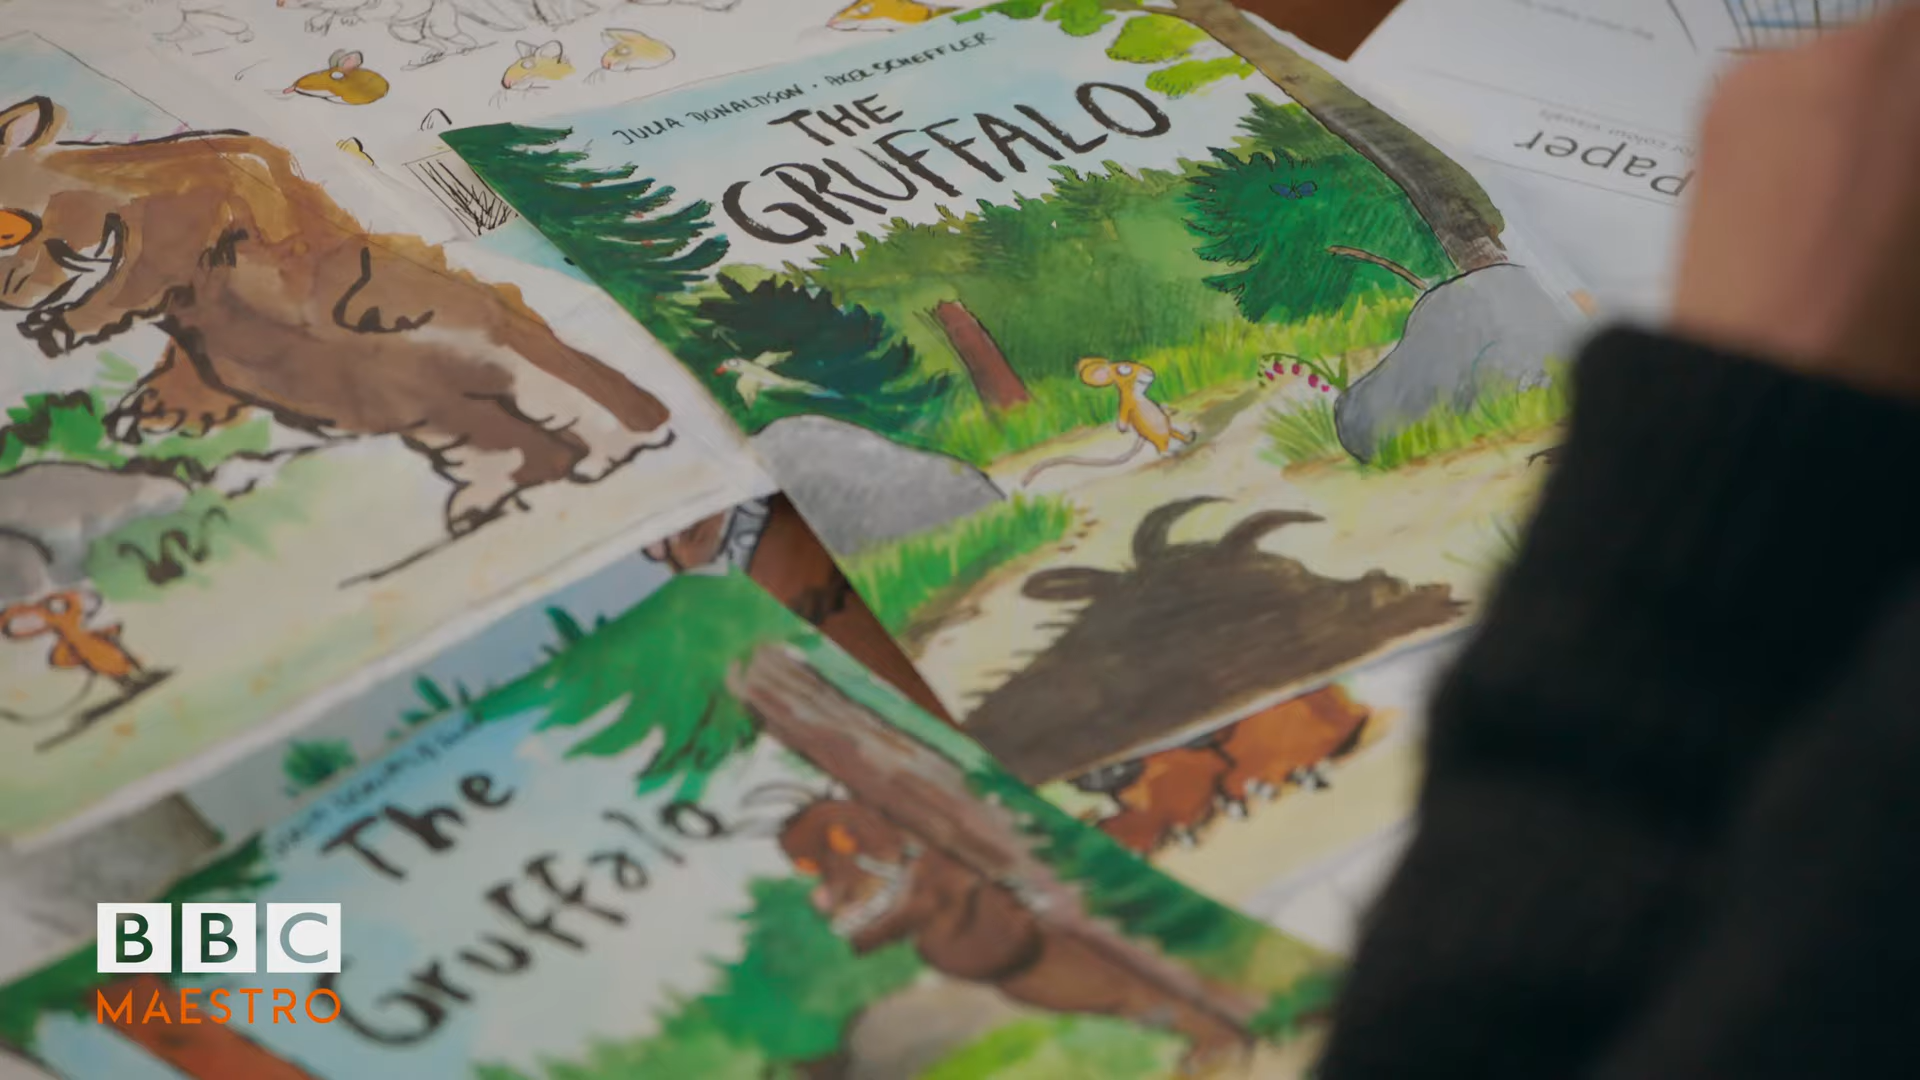 JULIA DONALDSON · AXEL SCHEFFLER
THE
GRUFFALO
paper
The
Gruffalo
BBC
MAESTRO